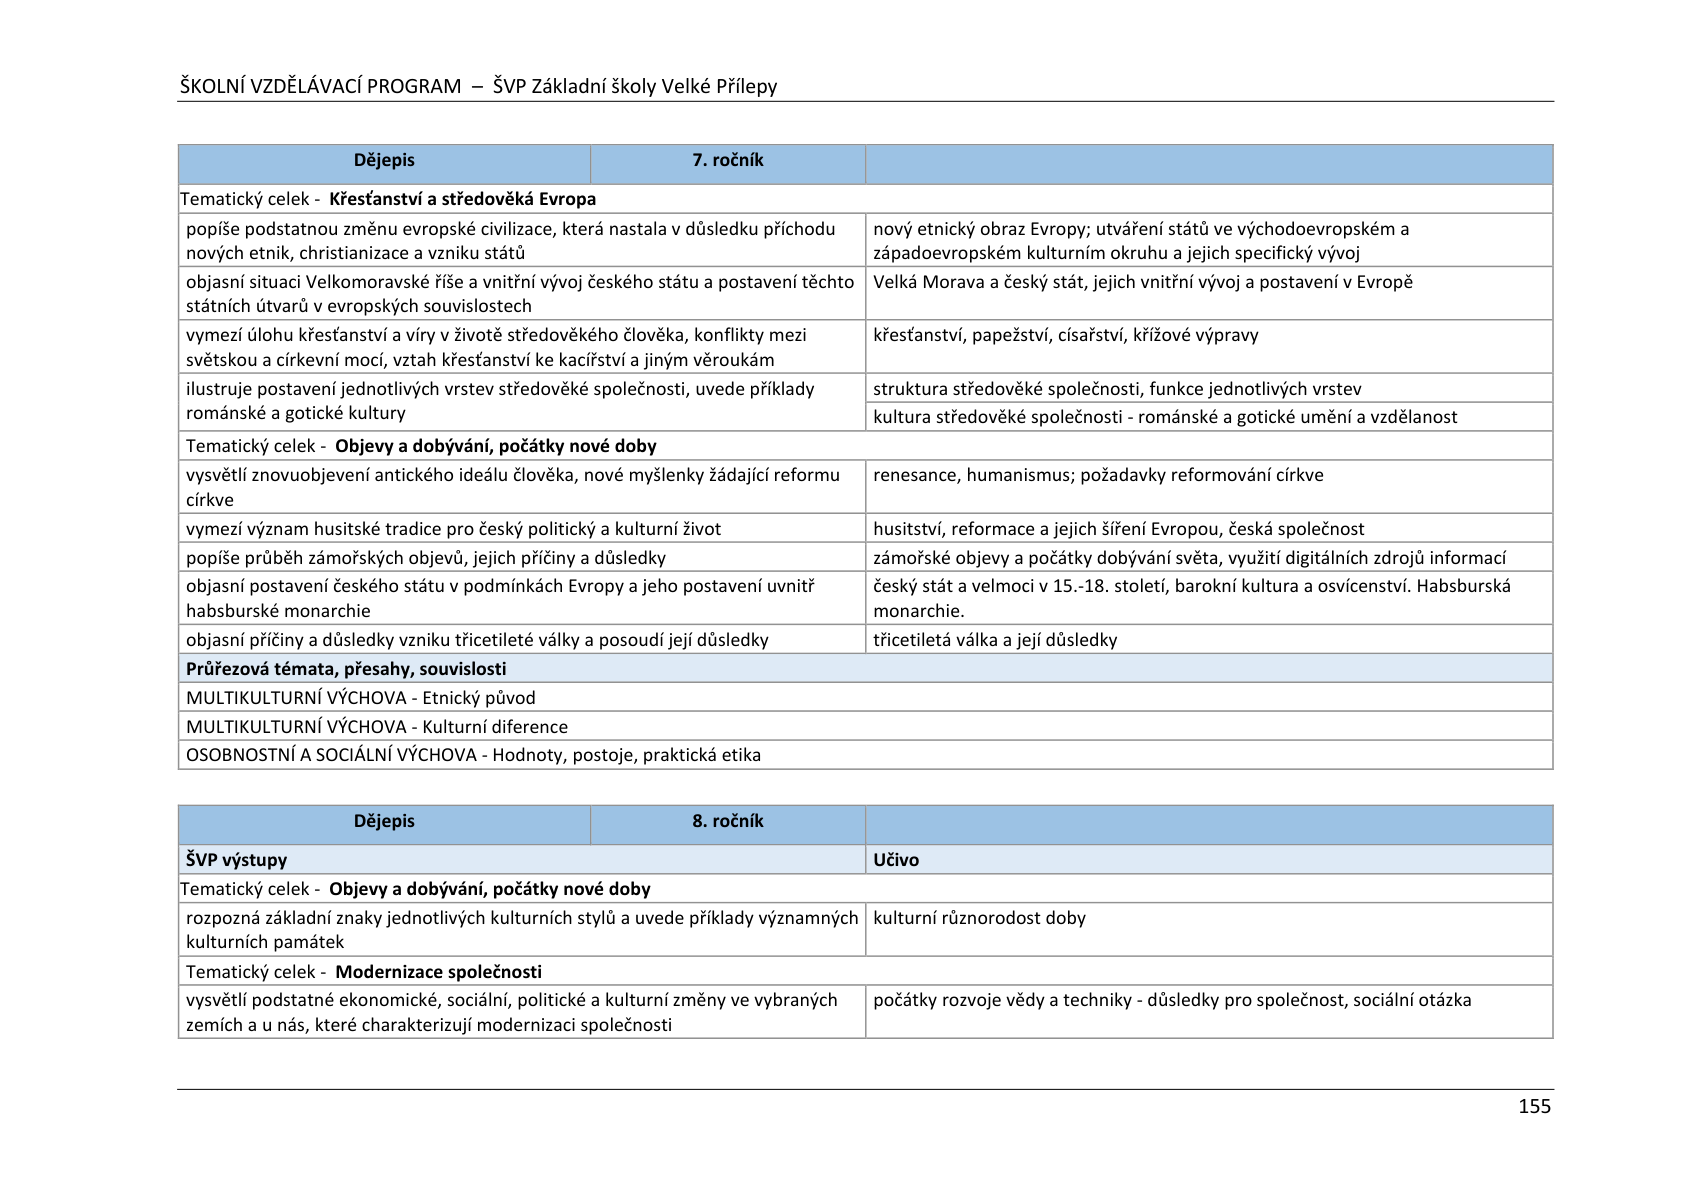 ŠKOLNÍ VZDĚLÁVACÍ PROGRAM – ŠVP Základní školy Velké Přílepy
Dějepis 7. ročník
Tematický celek - Křesťanství a středověká Evropa
popíše podstatnou změnu evropské civilizace, která nastala v důsledku příchodu
nových etnik, christianizace a vzniku států
nový etnický obraz Evropy; utváření států ve východoevropském a
západoevropském kulturním okruhu a jejich specifický vývoj
objasní situaci Velkomoravské říše a vnitřní vývoj českého státu a postavení těchto
státních útvarů v evropských souvislostech
Velká Morava a český stát, jejich vnitřní vývoj a postavení v Evropě
vymezí úlohu křesťanství a víry v životě středověkého člověka, konflikty mezi
světskou a církevní mocí, vztah křesťanství ke kacířství a jiným věroukám
křesťanství, papežství, císařství, křížové výpravy
ilustruje postavení jednotlivých vrstev středověké společnosti, uvede příklady
románské a gotické kultury
struktura středověké společnosti, funkce jednotlivých vrstev
kultura středověké společnosti - románské a gotické umění a vzdělanost
Tematický celek - Objevy a dobývání, počátky nové doby
vysvětlí znovuobjevení antického ideálu člověka, nové myšlenky žádající reformu
církve
renesance, humanismus; požadavky reformování církve
vymezí význam husitské tradice pro český politický a kulturní život
husitství, reformace a jejich šíření Evropou, česká společnost
popíše průběh zámořských objevů, jejich příčiny a důsledky
zámořské objevy a počátky dobývání světa, využití digitálních zdrojů informací
objasní postavení českého státu v podmínkách Evropy a jeho postavení uvnitř
habsburské monarchie
český stát a velmoci v 15.-18. století, barokní kultura a osvícenství. Habsburská
monarchie.
objasní příčiny a důsledky vzniku třicetileté války a posoudí její důsledky
třicetiletá válka a její důsledky
Průřezová témata, přesahy, souvislosti
MULTIKULTURNÍ VÝCHOVA - Etnický původ
MULTIKULTURNÍ VÝCHOVA - Kulturní diference
OSOBNOSTNÍ A SOCIÁLNÍ VÝCHOVA - Hodnoty, postoje, praktická etika
Dějepis 8. ročník
ŠVP výstupy Učivo
Tematický celek - Objevy a dobývání, počátky nové doby
rozpozná základní znaky jednotlivých kulturních stylů a uvede příklady významných
kulturních památek
kulturní různorodost doby
Tematický celek - Modernizace společnosti
vysvětlí podstatné ekonomické, sociální, politické a kulturní změny ve vybraných
zemích a u nás, které charakterizují modernizaci společnosti
počátky rozvoje vědy a techniky - důsledky pro společnost, sociální otázka
155